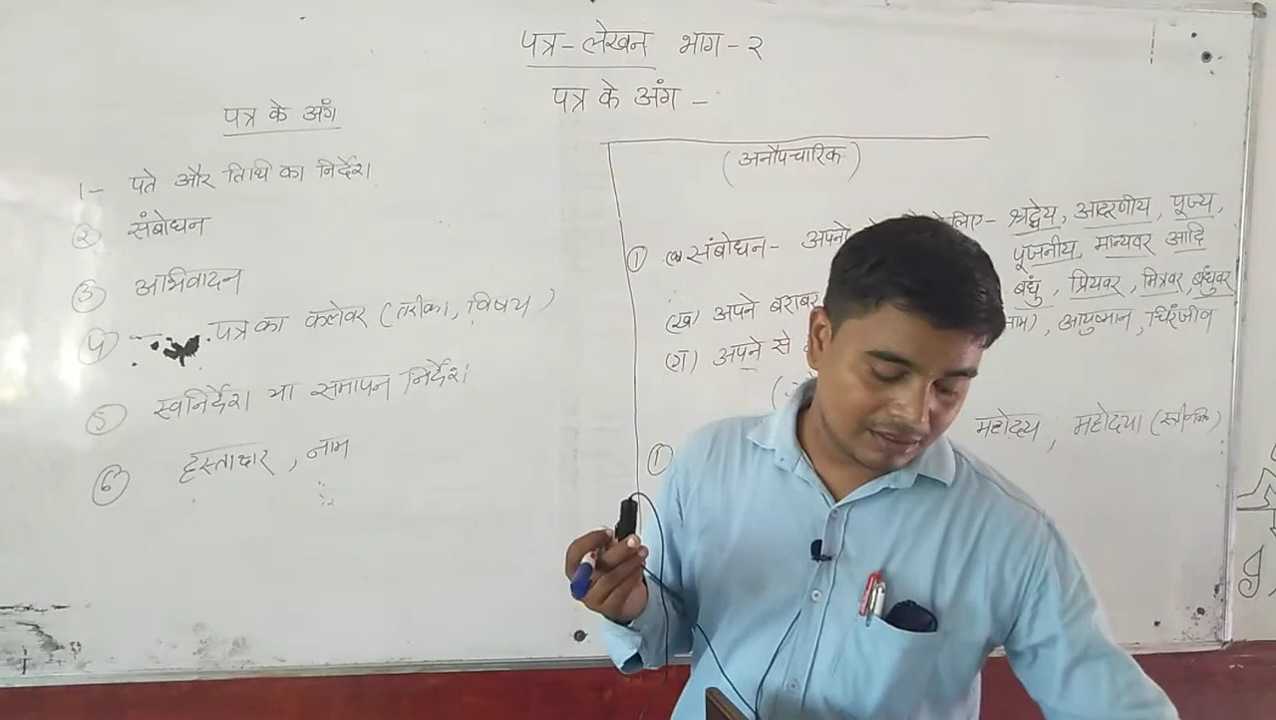 पत्र-लेखन भाग-२
पत्र के अंग -
पत्र के अंग
1- पते और तिथि का निर्देश
② संबोधन
③ अभिवादन
४ पत्र का कलेवर (तरीका, विषय)
⑤ स्वनिर्देश या समापन निर्देश
⑥ हस्ताक्षर, नाम
(अनौपचारिक)
① (क) संबोधन- अपनों लिए- श्रद्धेय, आदरणीय, पूज्य,
पूजनीय, मान्यवर आदि
(ख) अपने बराबर बंधु, प्रियवर, मित्रवर, बंधुवर
(ग) अपने से नाम), आयुष्मान, चिरंजीव
① महोदय, महोदया